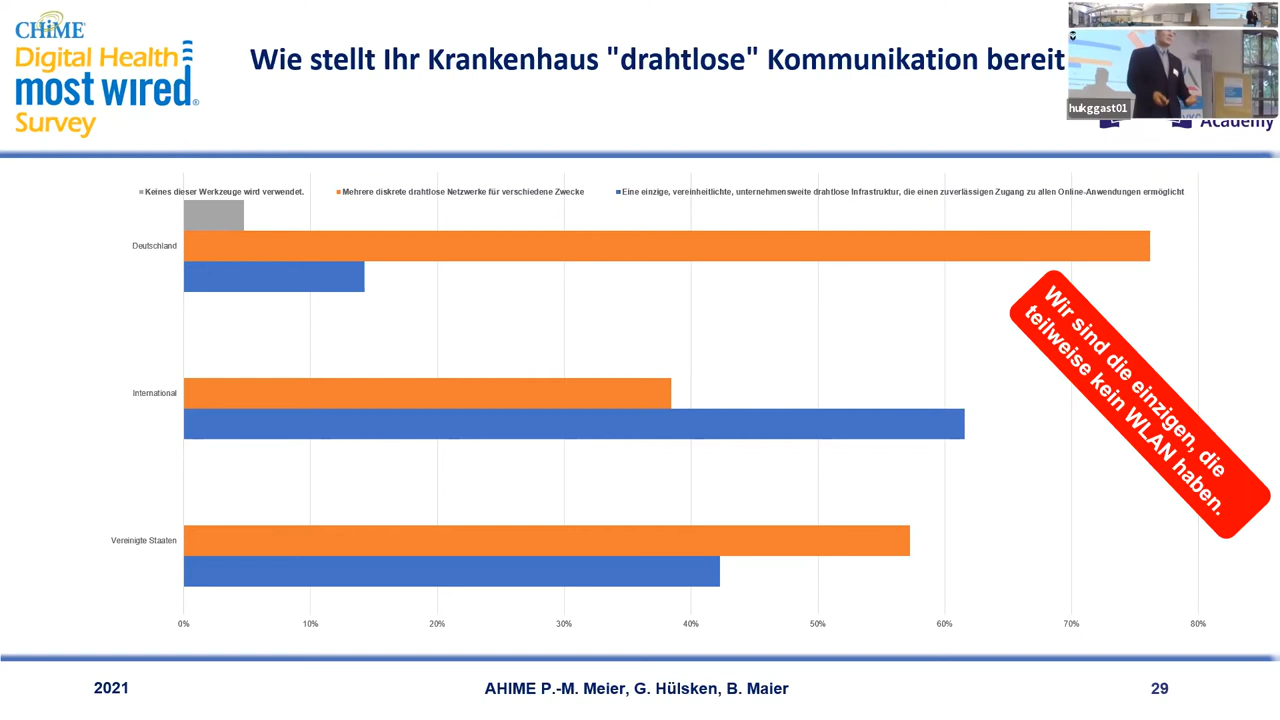 CHiME®
Digital Health
most wired®
Survey
Wie stellt Ihr Krankenhaus "drahtlose" Kommunikation bereit
hukggast01
Academy
Keines dieser Werkzeuge wird verwendet.
Mehrere diskrete drahtlose Netzwerke für verschiedene Zwecke
Eine einzige, vereinheitlichte, unternehmensweite drahtlose Infrastruktur, die einen zuverlässigen Zugang zu allen Online-Anwendungen ermöglicht
Deutschland
International
Vereinigte Staaten
0%
10%
20%
30%
40%
50%
60%
70%
80%
Wir sind die einzigen, die
teilweise kein WLAN haben.
2021
AHIME P.-M. Meier, G. Hülsken, B. Maier
29